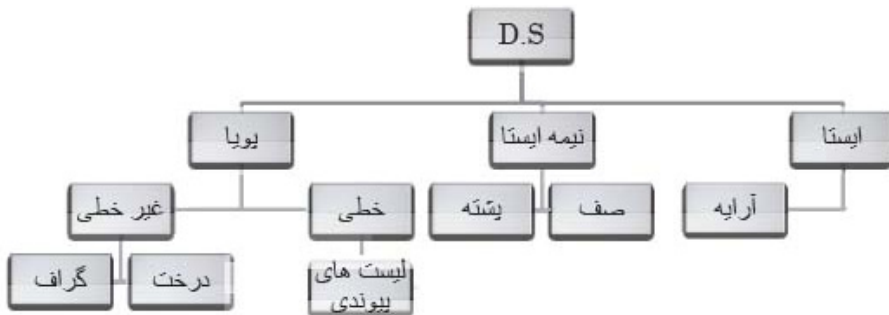 D.S
ایستا
نیمه ایستا
پویا
آرایه
صف
پشته
خطی
غیر خطی
لیست های
پیوندی
درخت
گراف